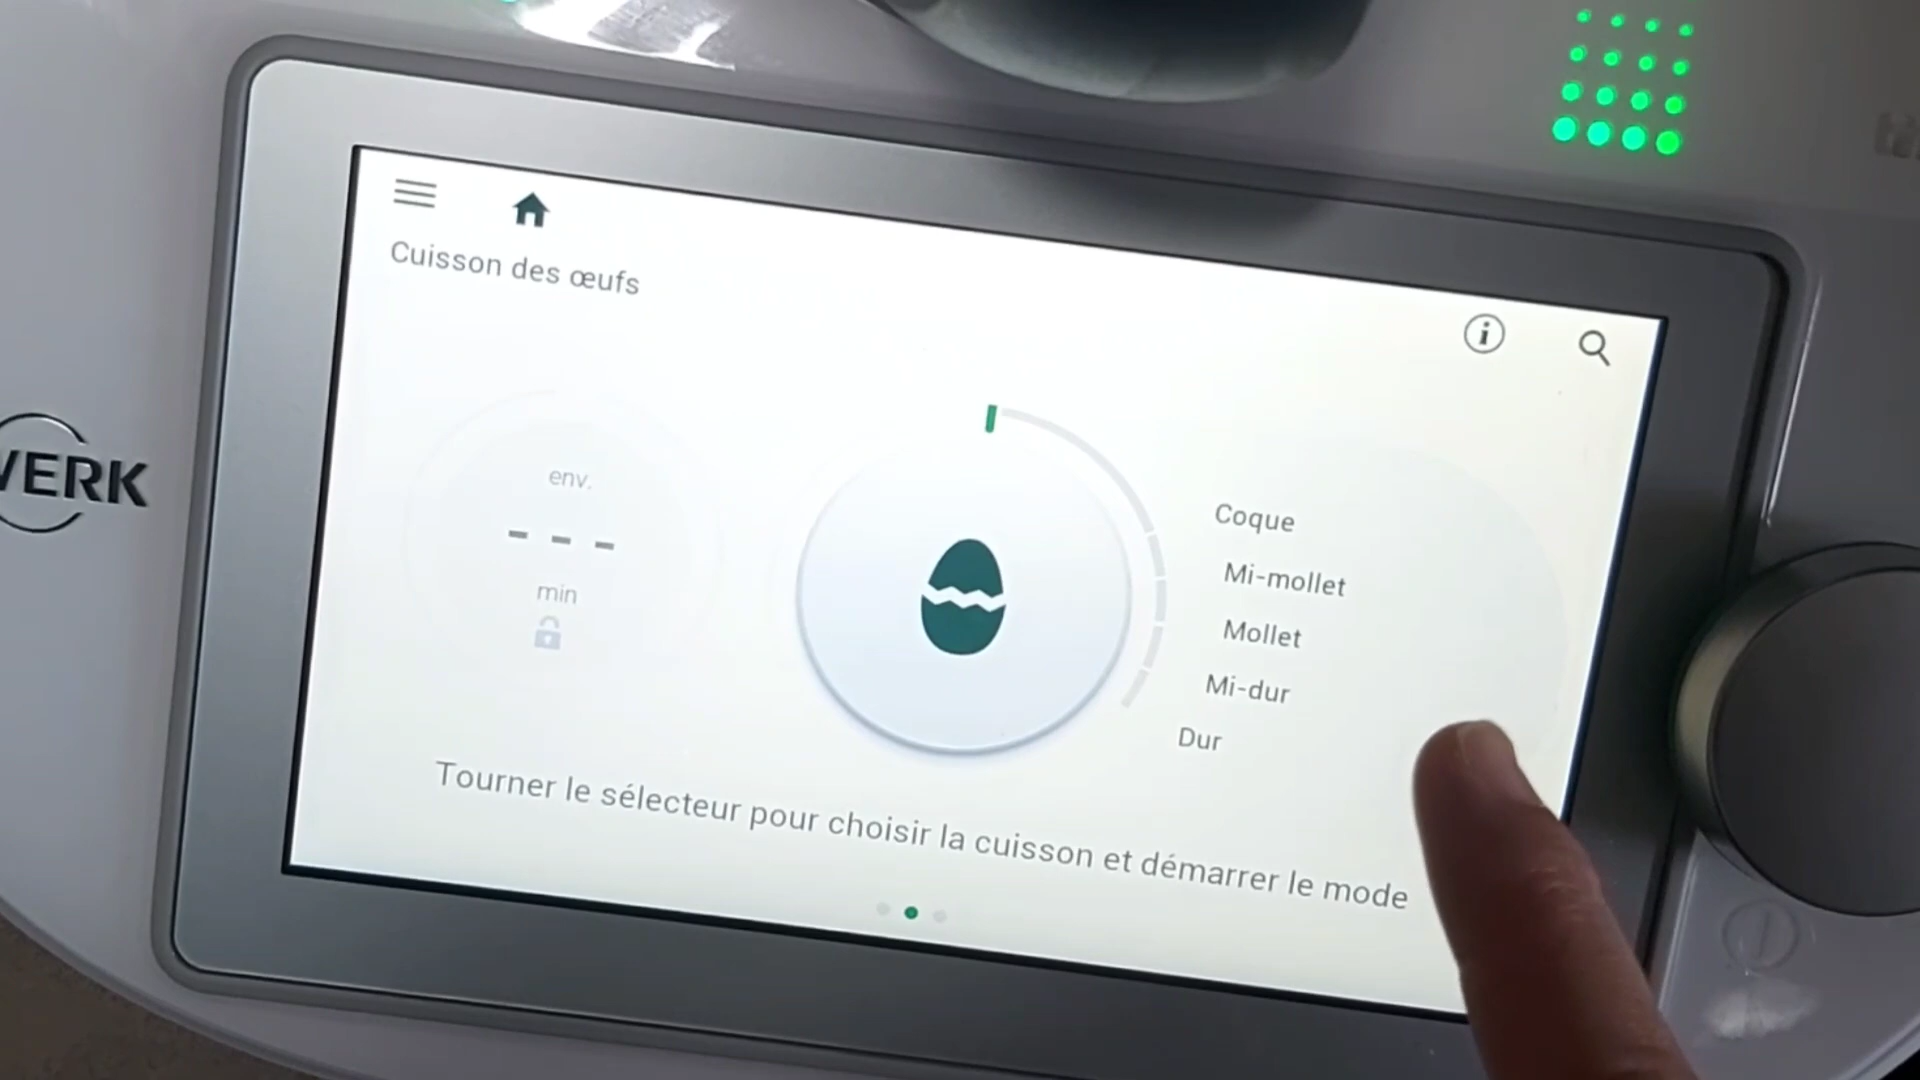 Cuisson des œufs
i
env.
- - -
min
Coque
Mi-mollet
Mollet
Mi-dur
Dur
Tourner le sélecteur pour choisir la cuisson et démarrer le mode
WERK